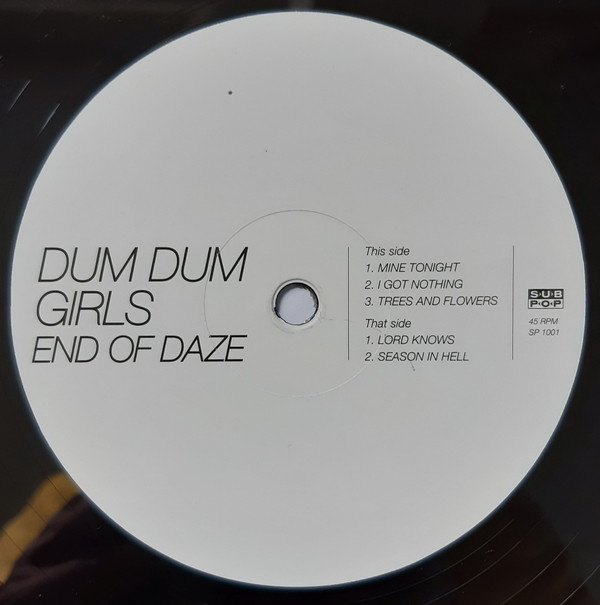 DUM DUM
GIRLS
END OF DAZE
This side
1. MINE TONIGHT
2. I GOT NOTHING
3. TREES AND FLOWERS
That side
1. LORD KNOWS
2. SEASON IN HELL
SUB
POP
45 RPM
SP 1001